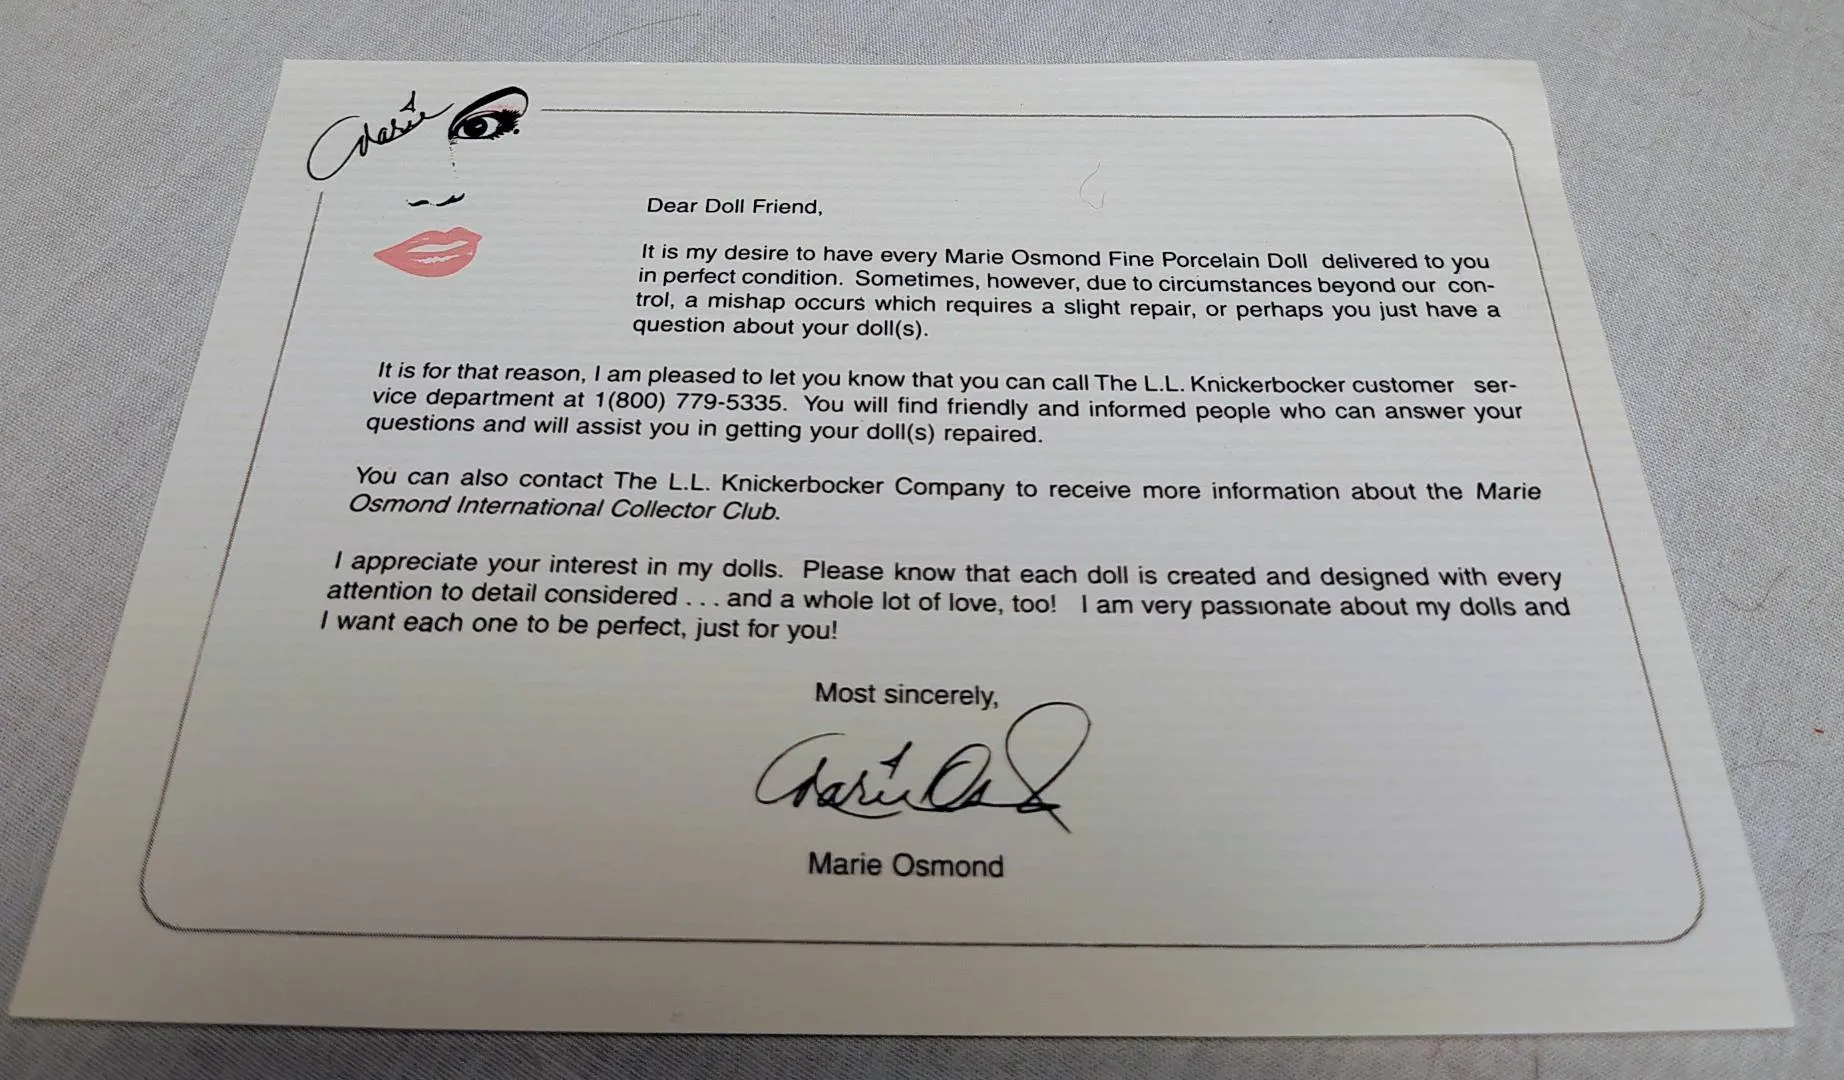 Marie
Dear Doll Friend,
It is my desire to have every Marie Osmond Fine Porcelain Doll delivered to you
in perfect condition. Sometimes, however, due to circumstances beyond our con-
trol, a mishap occurs which requires a slight repair, or perhaps you just have a
question about your doll(s).
It is for that reason, I am pleased to let you know that you can call The L.L. Knickerbocker customer ser-
vice department at 1(800) 779-5335. You will find friendly and informed people who can answer your
questions and will assist you in getting your doll(s) repaired.
You can also contact The L.L. Knickerbocker Company to receive more information about the Marie
Osmond International Collector Club.
I appreciate your interest in my dolls. Please know that each doll is created and designed with every
attention to detail considered . . . and a whole lot of love, too! I am very passionate about my dolls and
I want each one to be perfect, just for you!
Most sincerely,
Marie Osmond
Marie Osmond